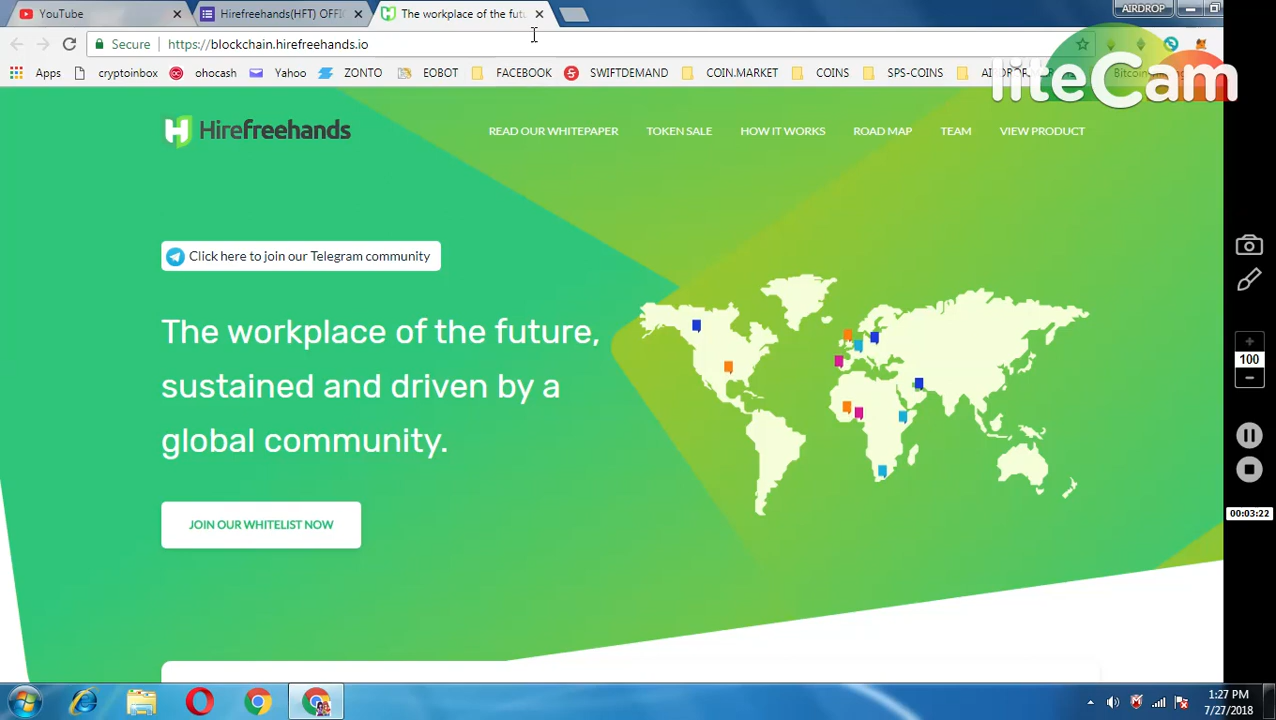 YouTube
Hirefreehands(HFT) OFFI
The workplace of the futu
AIRDROP
Secure
https://blockchain.hirefreehands.io
Apps
cryptoinbox
ohocash
Yahoo
ZONTO
EOBOT
FACEBOOK
SWIFTDEMAND
COIN.MARKET
COINS
SPS-COINS
liteCam
Hirefreehands
READ OUR WHITEPAPER
TOKEN SALE
HOW IT WORKS
ROAD MAP
TEAM
VIEW PRODUCT
Click here to join our Telegram community
The workplace of the future,
sustained and driven by a
global community.
JOIN OUR WHITELIST NOW
100
00:03:22
1:27 PM
7/27/2018